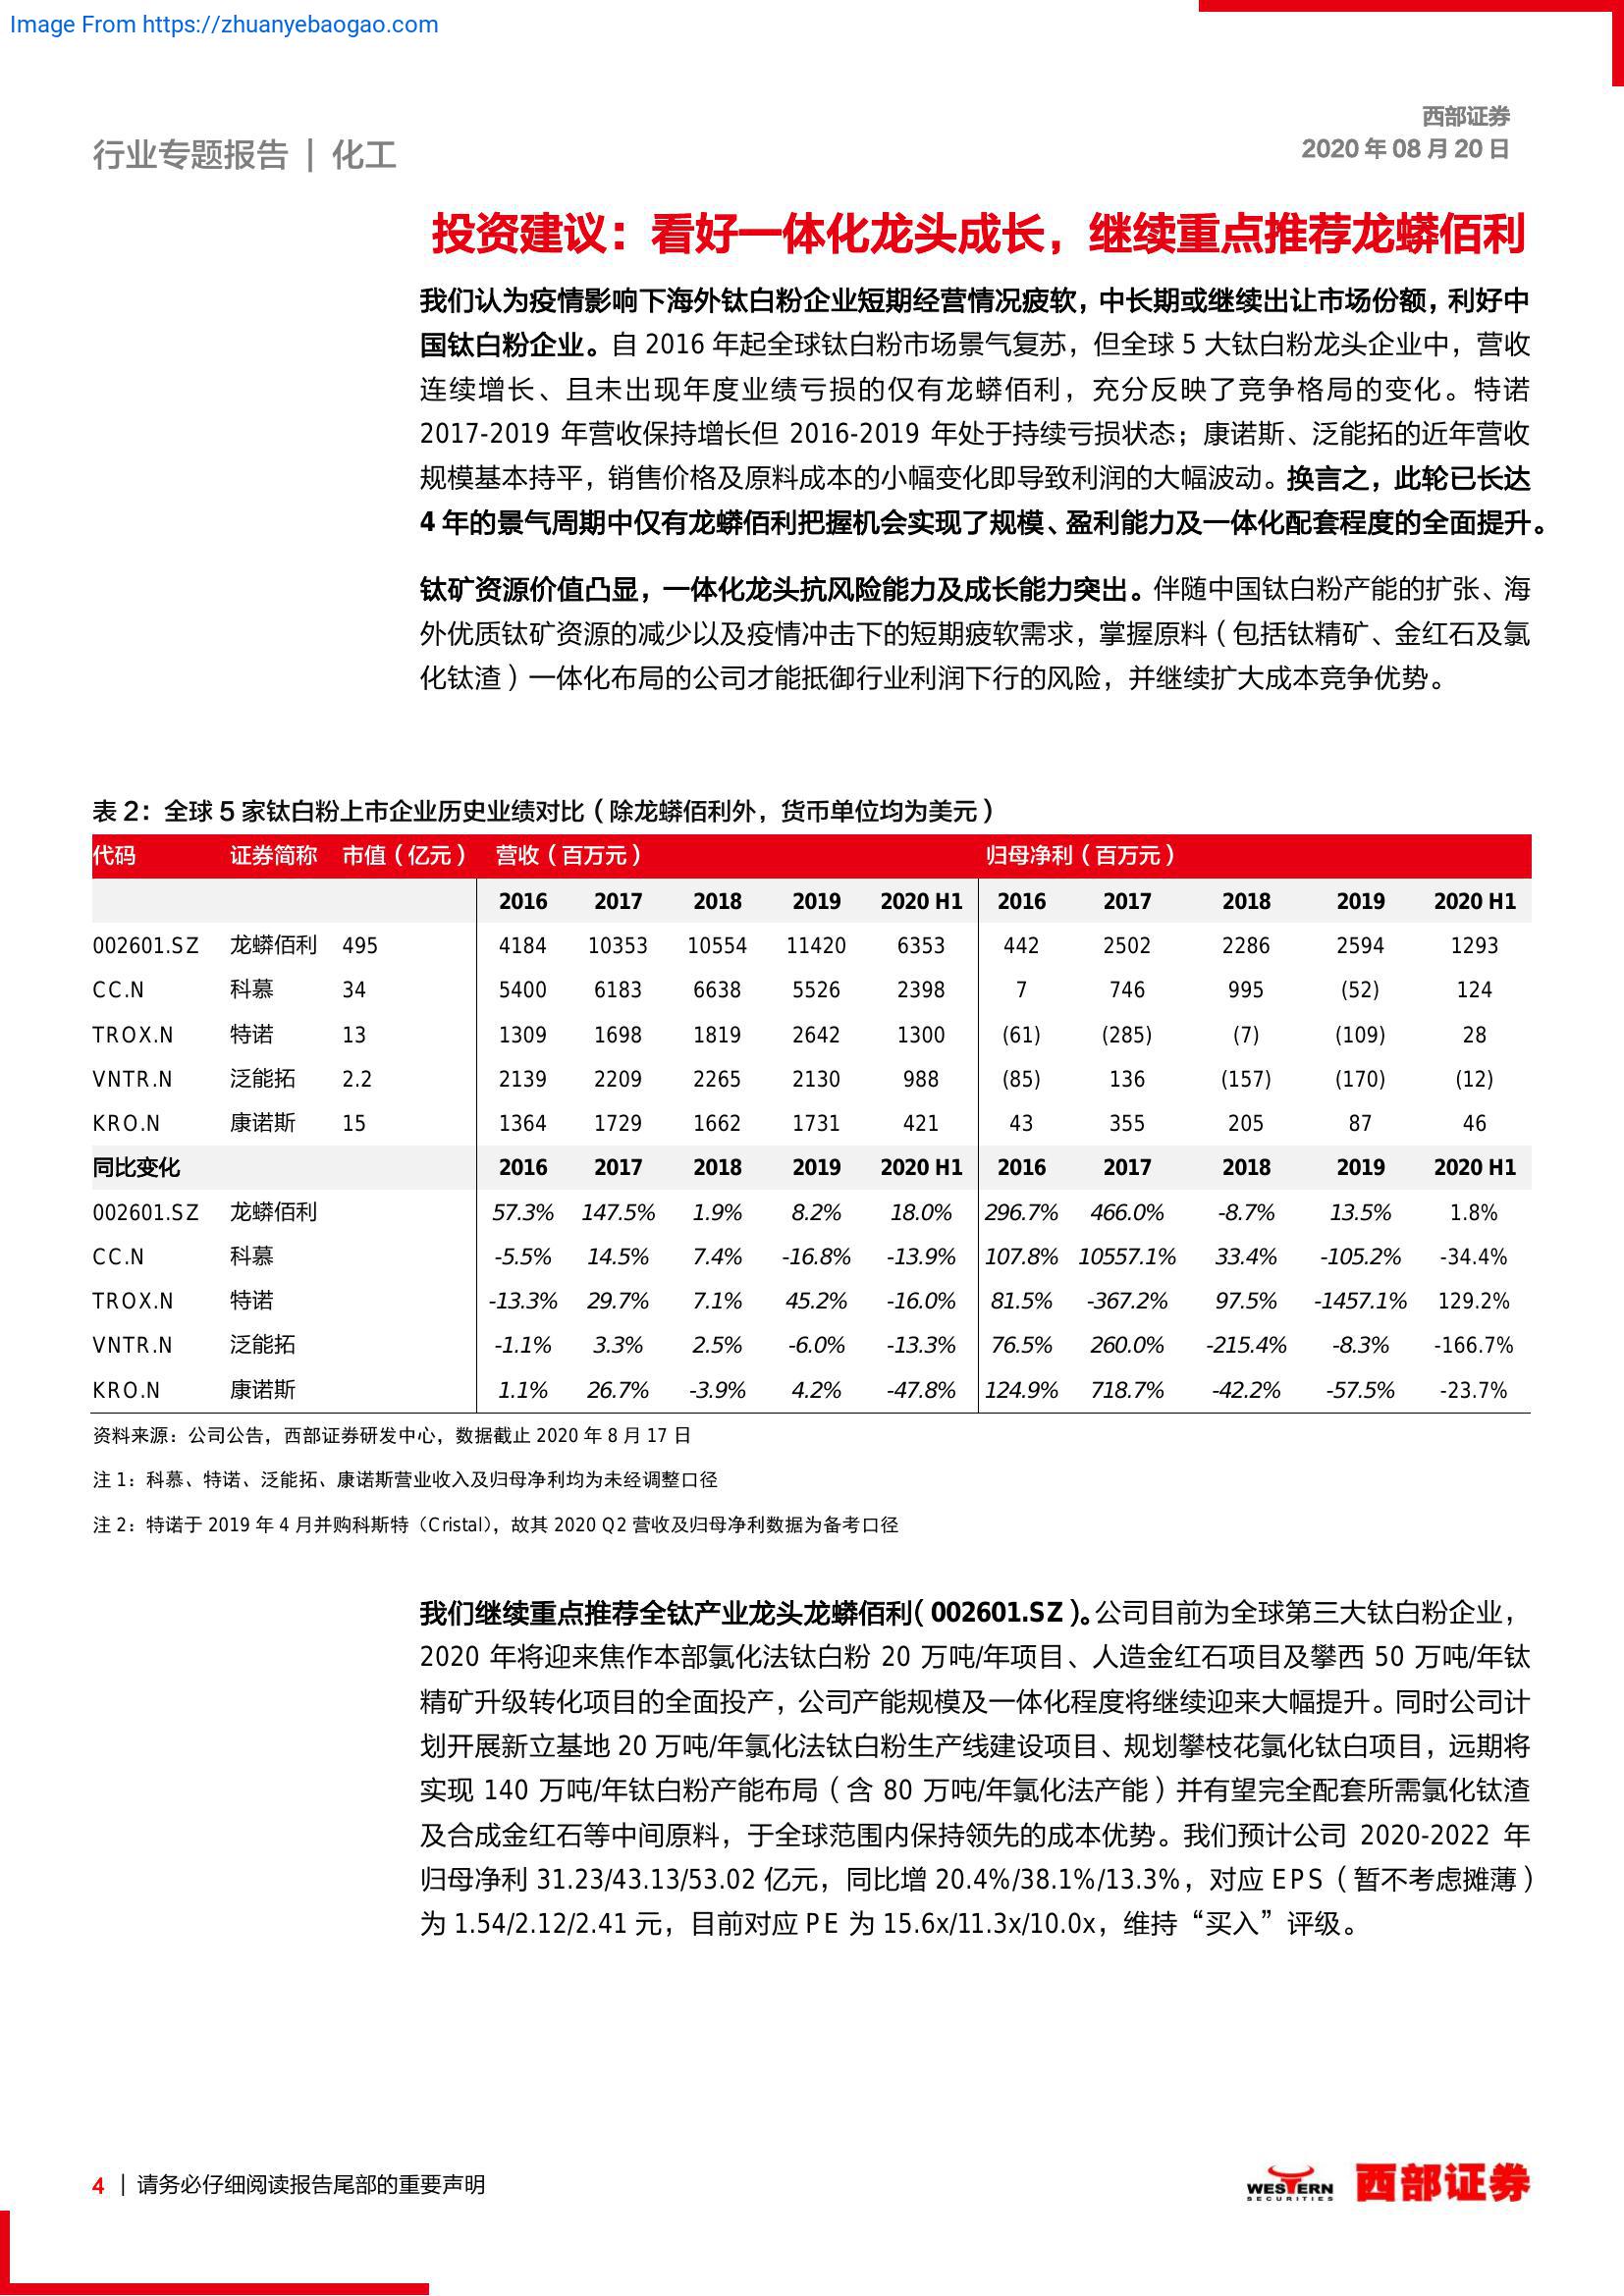 Image From https://zhuanyebaogao.com
西部证券
2020 年 08 月 20 日
行业专题报告 | 化工
投资建议：看好一体化龙头成长，继续重点推荐龙蟒佰利
我们认为疫情影响下海外钛白粉企业短期经营情况疲软，中长期或继续出让市场份额，利好中
国钛白粉企业。自 2016 年起全球钛白粉市场景气复苏，但全球 5 大钛白粉龙头企业中，营收
连续增长、且未出现年度业绩亏损的仅有龙蟒佰利，充分反映了竞争格局的变化。特诺
2017-2019 年营收保持增长但 2016-2019 年处于持续亏损状态；康诺斯、泛能拓的近年营收
规模基本持平，销售价格及原料成本的小幅变化即导致利润的大幅波动。换言之，此轮已长达
4 年的景气周期中仅有龙蟒佰利把握机会实现了规模、盈利能力及一体化配套程度的全面提升。
钛矿资源价值凸显，一体化龙头抗风险能力及成长能力突出。伴随中国钛白粉产能的扩张、海
外优质钛矿资源的减少以及疫情冲击下的短期疲软需求，掌握原料（包括钛精矿、金红石及氯
化钛渣）一体化布局的公司才能抵御行业利润下行的风险，并继续扩大成本竞争优势。
表 2：全球 5 家钛白粉上市企业历史业绩对比（除龙蟒佰利外，货币单位均为美元）
代码 证券简称 市值（亿元） 营收（百万元） 归母净利（百万元）
2016 2017 2018 2019 2020 H1 2016 2017 2018 2019 2020 H1
002601.SZ 龙蟒佰利 495 4184 10353 10554 11420 6353 442 2502 2286 2594 1293
CC.N 科慕 34 5400 6183 6638 5526 2398 7 746 995 (52) 124
TROX.N 特诺 13 1309 1698 1819 2642 1300 (61) (285) (7) (109) 28
VNTR.N 泛能拓 2.2 2139 2209 2265 2130 988 (85) 136 (157) (170) (12)
KRO.N 康诺斯 15 1364 1729 1662 1731 421 43 355 205 87 46
同比变化 2016 2017 2018 2019 2020 H1 2016 2017 2018 2019 2020 H1
002601.SZ 龙蟒佰利 57.3% 147.5% 1.9% 8.2% 18.0% 296.7% 466.0% -8.7% 13.5% 1.8%
CC.N 科慕 -5.5% 14.5% 7.4% -16.8% -13.9% 107.8% 10557.1% 33.4% -105.2% -34.4%
TROX.N 特诺 -13.3% 29.7% 7.1% 45.2% -16.0% 81.5% -367.2% 97.5% -1457.1% 129.2%
VNTR.N 泛能拓 -1.1% 3.3% 2.5% -6.0% -13.3% 76.5% 260.0% -215.4% -8.3% -166.7%
KRO.N 康诺斯 1.1% 26.7% -3.9% 4.2% -47.8% 124.9% 718.7% -42.2% -57.5% -23.7%
资料来源：公司公告，西部证券研发中心，数据截止 2020 年 8 月 17 日
注 1：科慕、特诺、泛能拓、康诺斯营业收入及归母净利均为未经调整口径
注 2：特诺于 2019 年 4 月并购科斯特（Cristal），故其 2020 Q2 营收及归母净利数据为备考口径
我们继续重点推荐全钛产业龙头龙蟒佰利（002601.SZ）。公司目前为全球第三大钛白粉企业，
2020 年将迎来焦作本部氯化法钛白粉 20 万吨/年项目、人造金红石项目及攀西 50 万吨/年钛
精矿升级转化项目的全面投产，公司产能规模及一体化程度将继续迎来大幅提升。同时公司计
划开展新立基地 20 万吨/年氯化法钛白粉生产线建设项目、规划攀枝花氯化钛白项目，远期将
实现 140 万吨/年钛白粉产能布局（含 80 万吨/年氯化法产能）并有望完全配套所需氯化钛渣
及合成金红石等中间原料，于全球范围内保持领先的成本优势。我们预计公司 2020-2022 年
归母净利 31.23/43.13/53.02 亿元，同比增 20.4%/38.1%/13.3%，对应 EPS（暂不考虑摊薄）
为 1.54/2.12/2.41 元，目前对应 PE 为 15.6x/11.3x/10.0x，维持“买入”评级。
4 | 请务必仔细阅读报告尾部的重要声明
WESTERN
SECURITIES
西部证券